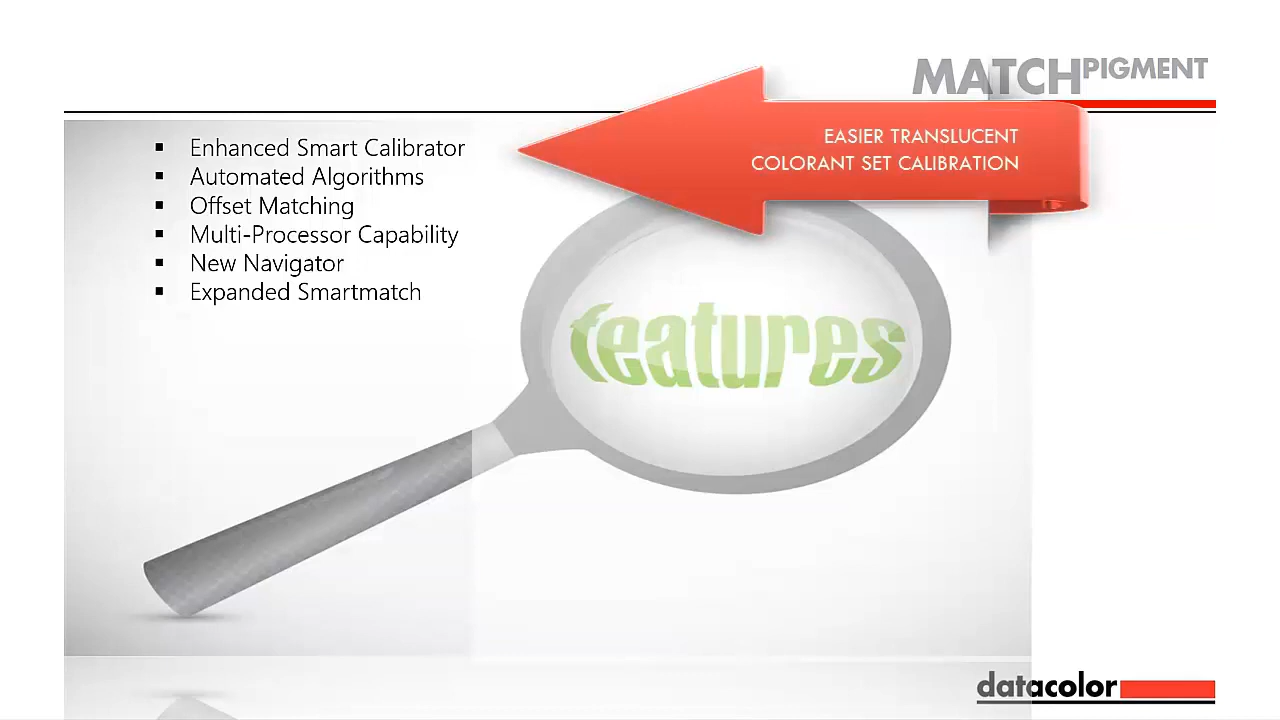 MATCHPIGMENT
EASIER TRANSLUCENT
COLORANT SET CALIBRATION
▪ Enhanced Smart Calibrator
▪ Automated Algorithms
▪ Offset Matching
▪ Multi-Processor Capability
▪ New Navigator
▪ Expanded Smartmatch
features
datacolor